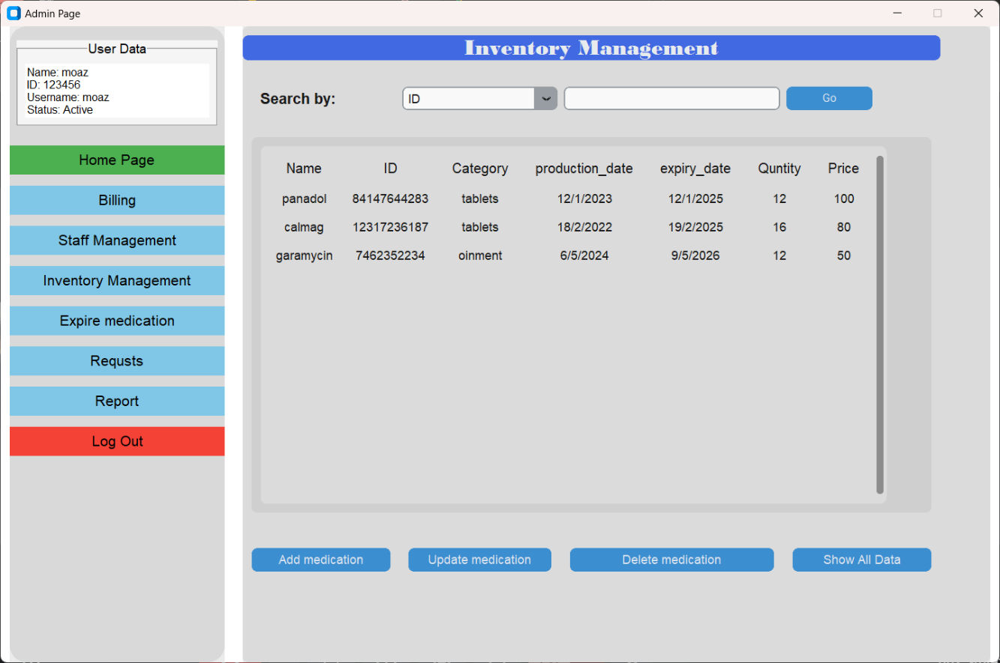 Admin Page
User Data
Name: moaz
ID: 123456
Username: moaz
Status: Active
Home Page
Billing
Staff Management
Inventory Management
Expire medication
Requsts
Report
Log Out
Inventory Management
Search by: ID Go
Name ID Category production_date expiry_date Quntity Price
panadol 84147644283 tablets 12/1/2023 12/1/2025 12 100
calmag 12317236187 tablets 18/2/2022 19/2/2025 16 80
garamycin 7462352234 oinment 6/5/2024 9/5/2026 12 50
Add medication Update medication Delete medication Show All Data